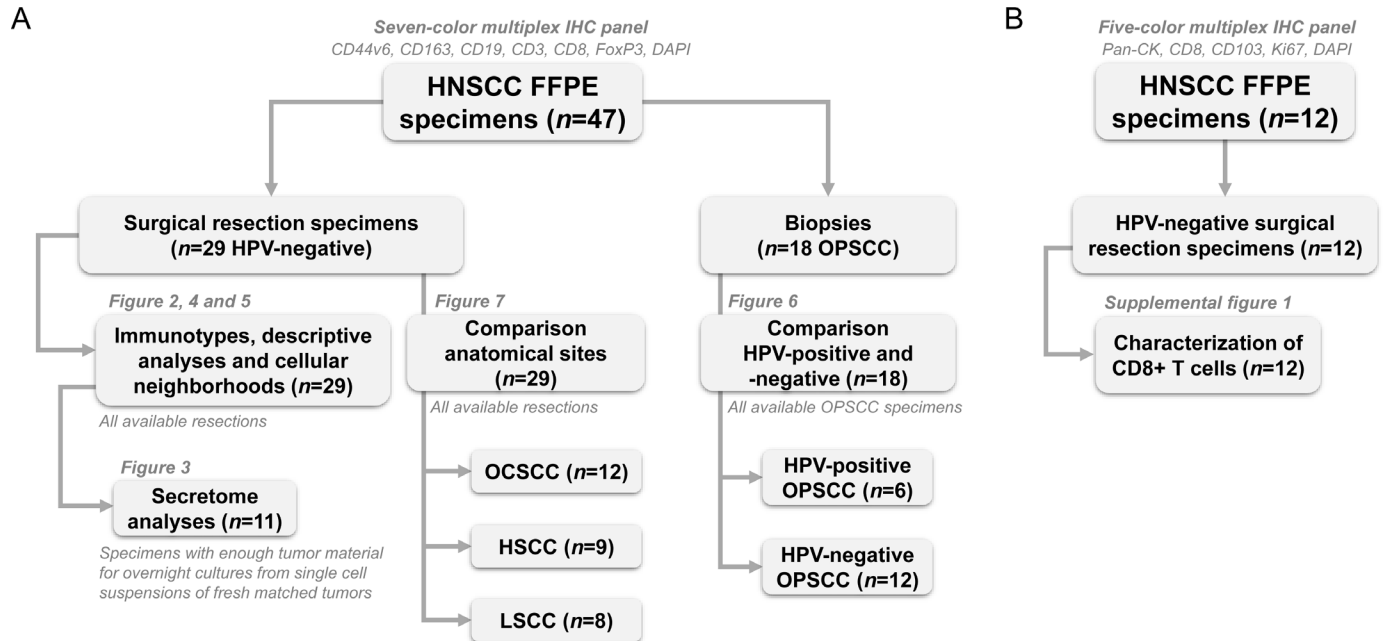 A
Seven-color multiplex IHC panel
CD44v6, CD163, CD19, CD3, CD8, FoxP3, DAPI
HNSCC FFPE
specimens (n=47)
Surgical resection specimens
(n=29 HPV-negative)
Biopsies
(n=18 OPSCC)
Figure 2, 4 and 5
Immunotypes, descriptive
analyses and cellular
neighborhoods (n=29)
All available resections
Figure 3
Secretome
analyses (n=11)
Specimens with enough tumor material
for overnight cultures from single cell
suspensions of fresh matched tumors
Figure 7
Comparison
anatomical sites
(n=29)
All available resections
OCSCC (n=12)
HSCC (n=9)
LSCC (n=8)
Figure 6
Comparison
HPV-positive and
-negative (n=18)
All available OPSCC specimens
HPV-positive
OPSCC (n=6)
HPV-negative
OPSCC (n=12)
B
Five-color multiplex IHC panel
Pan-CK, CD8, CD103, Ki67, DAPI
HNSCC FFPE
specimens (n=12)
HPV-negative surgical
resection specimens (n=12)
Supplemental figure 1
Characterization of
CD8+ T cells (n=12)